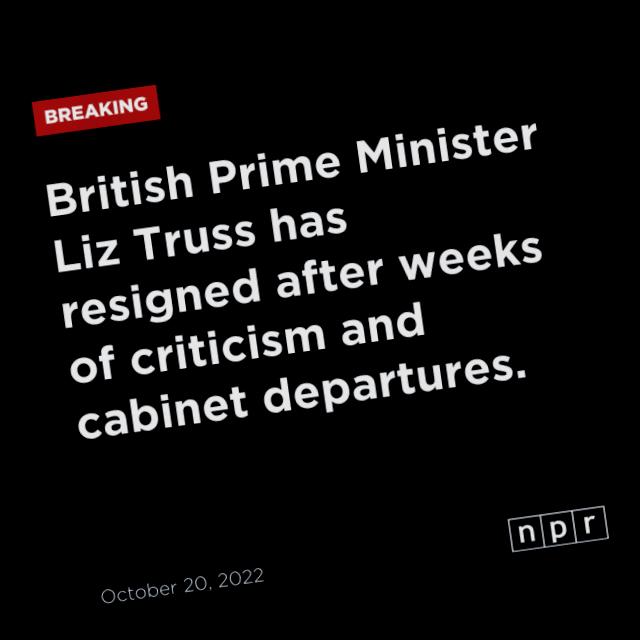 BREAKING
British Prime Minister
Liz Truss has
resigned after weeks
of criticism and
cabinet departures.
npr
October 20, 2022